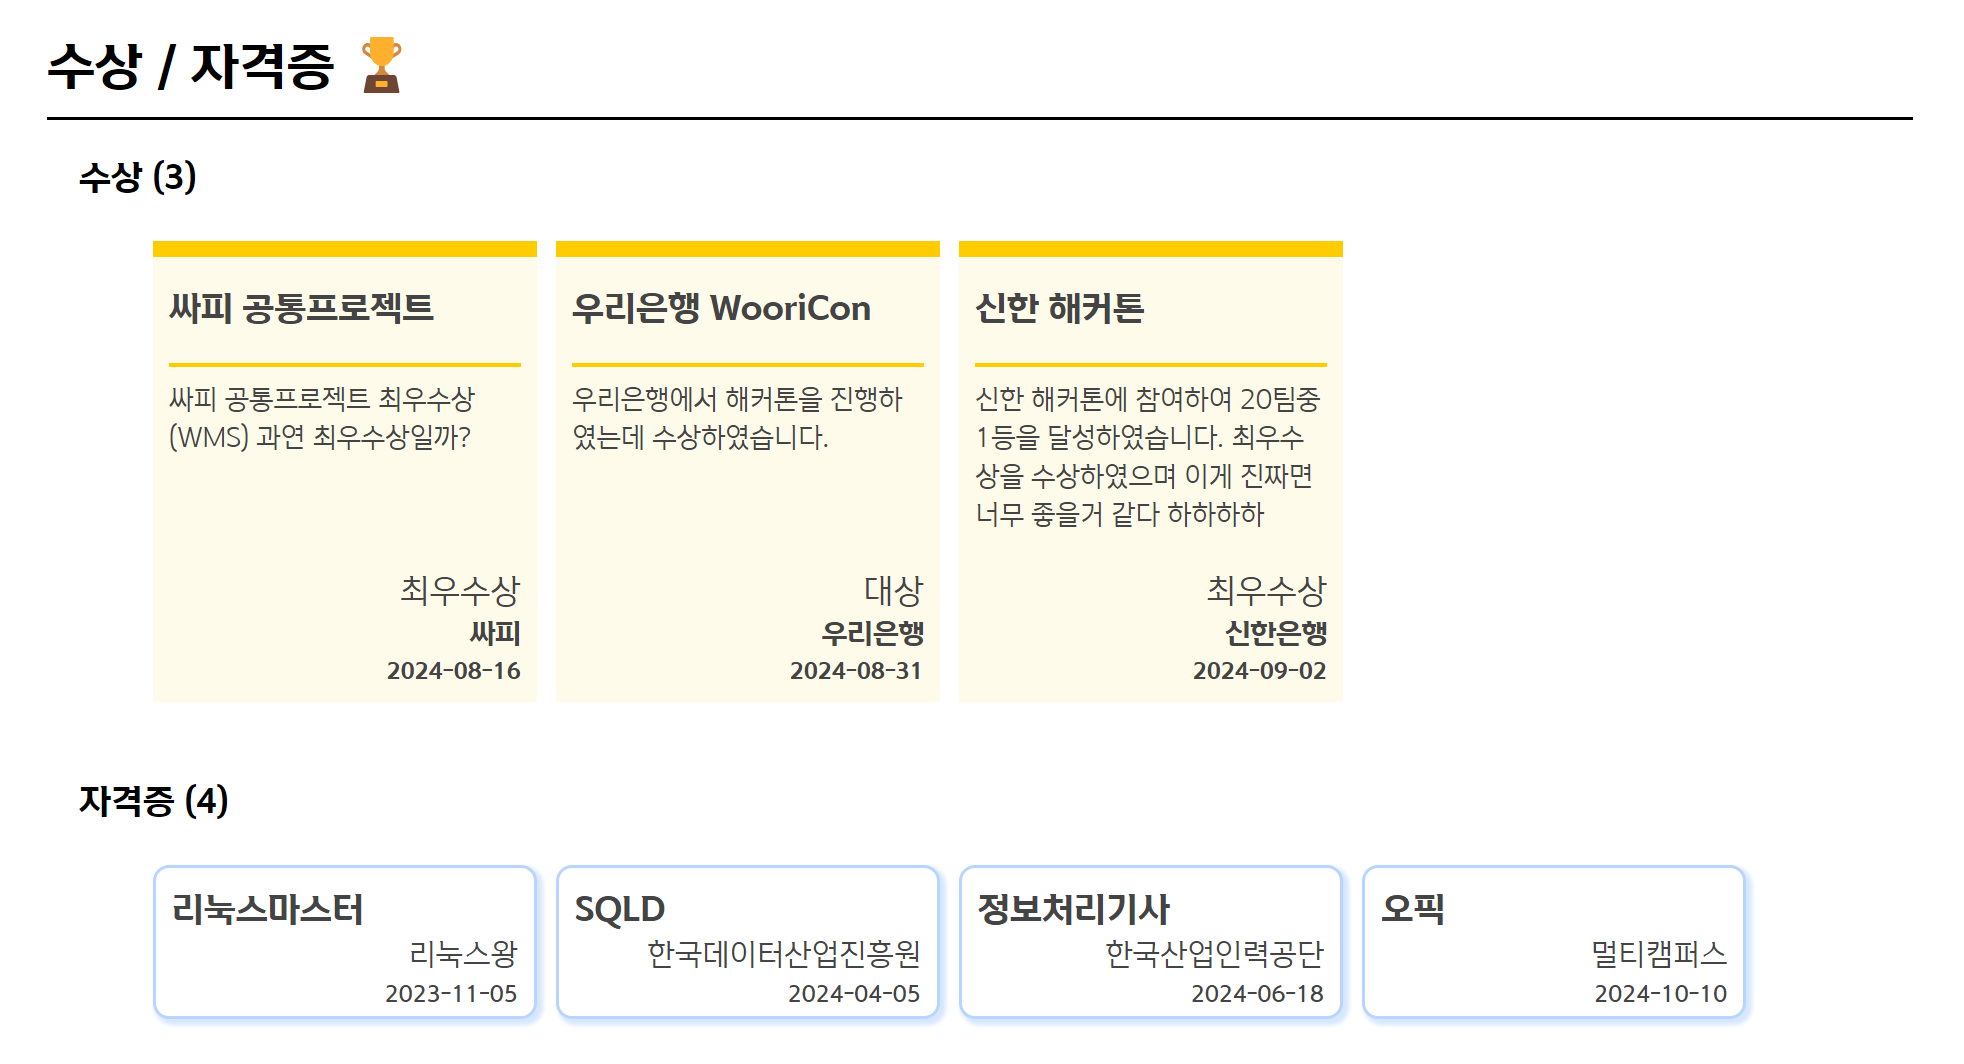 수상 / 자격증
수상 (3)
싸피 공통프로젝트
싸피 공통프로젝트 최우수상
(WMS) 과연 최우수상일까?
최우수상
싸피
2024-08-16
우리은행 WooriCon
우리은행에서 해커톤을 진행하
였는데 수상하였습니다.
대상
우리은행
2024-08-31
신한 해커톤
신한 해커톤에 참여하여 20팀중
1등을 달성하였습니다. 최우수
상을 수상하였으며 이게 진짜면
너무 좋을거 같다 하하하하
최우수상
신한은행
2024-09-02
자격증 (4)
리눅스마스터
리눅스왕
2023-11-05
SQLD
한국데이터산업진흥원
2024-04-05
정보처리기사
한국산업인력공단
2024-06-18
오픽
멀티캠퍼스
2024-10-10